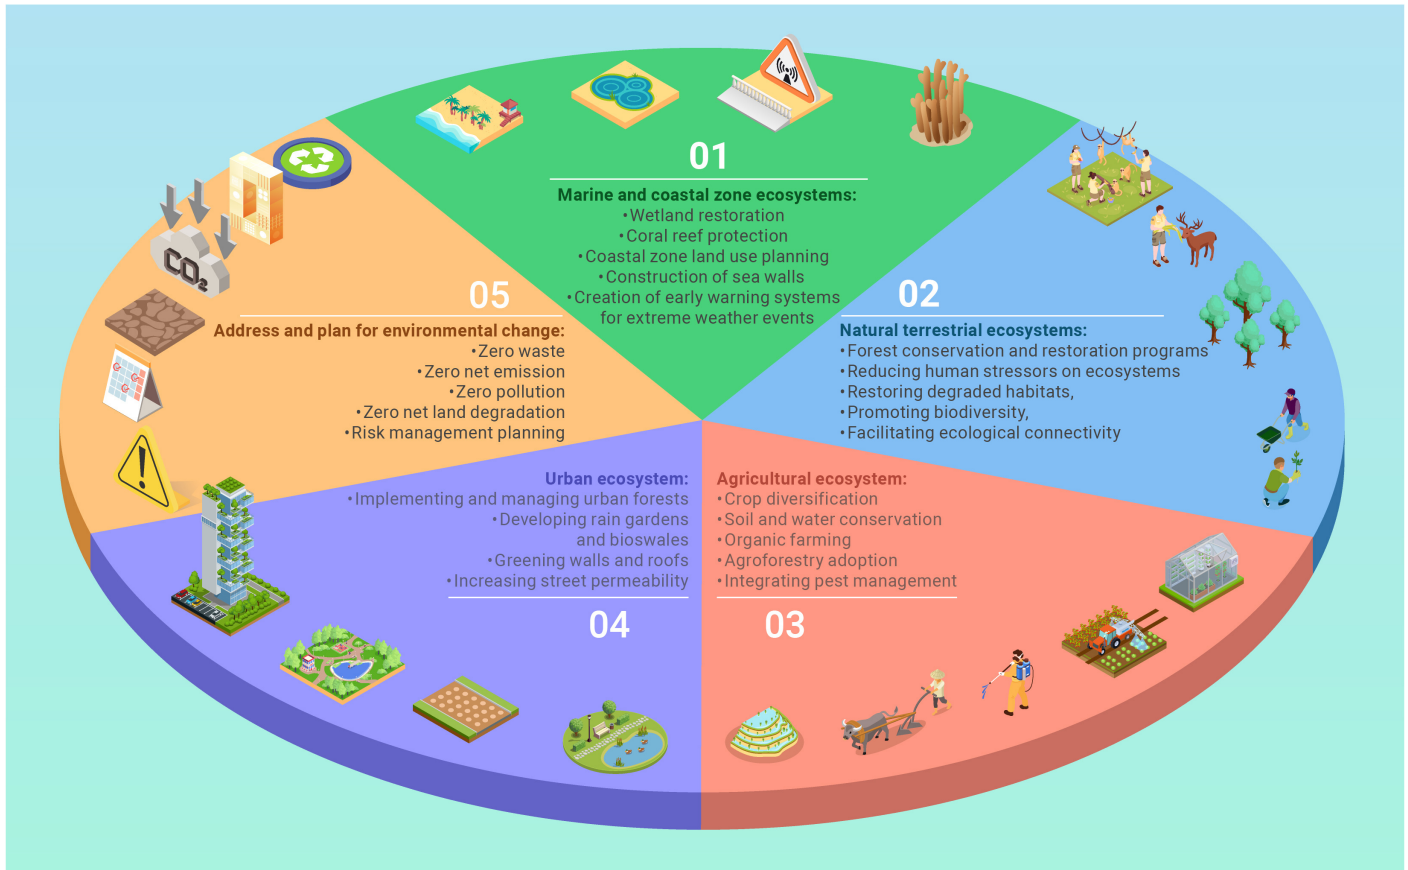 01
Marine and coastal zone ecosystems:
•Wetland restoration
•Coral reef protection
•Coastal zone land use planning
•Construction of sea walls
•Creation of early warning systems
for extreme weather events
02
Natural terrestrial ecosystems:
•Forest conservation and restoration programs
•Reducing human stressors on ecosystems
•Restoring degraded habitats,
•Promoting biodiversity,
•Facilitating ecological connectivity
Agricultural ecosystem:
•Crop diversification
•Soil and water conservation
•Organic farming
•Agroforestry adoption
•Integrating pest management
03
Urban ecosystem:
•Implementing and managing urban forests
•Developing rain gardens
and bioswales
•Greening walls and roofs
•Increasing street permeability
04
05
Address and plan for environmental change:
•Zero waste
•Zero net emission
•Zero pollution
•Zero net land degradation
•Risk management planning
CO2